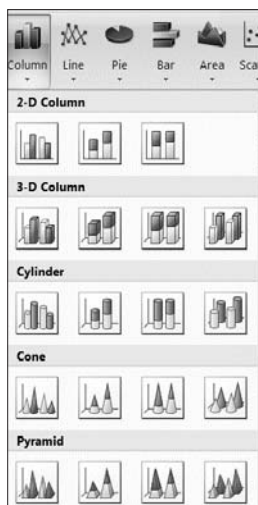 Column Line Pie Bar Area Sca
2-D Column
3-D Column
Cylinder
Cone
Pyramid